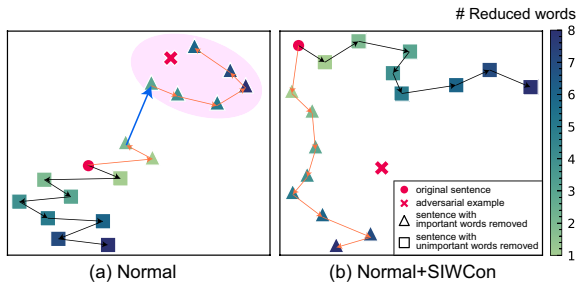 # Reduced words
8
7
6
5
4
3
2
1
original sentence
adversarial example
sentence with
important words removed
sentence with
unimportant words removed
(a) Normal
(b) Normal+SIWCon